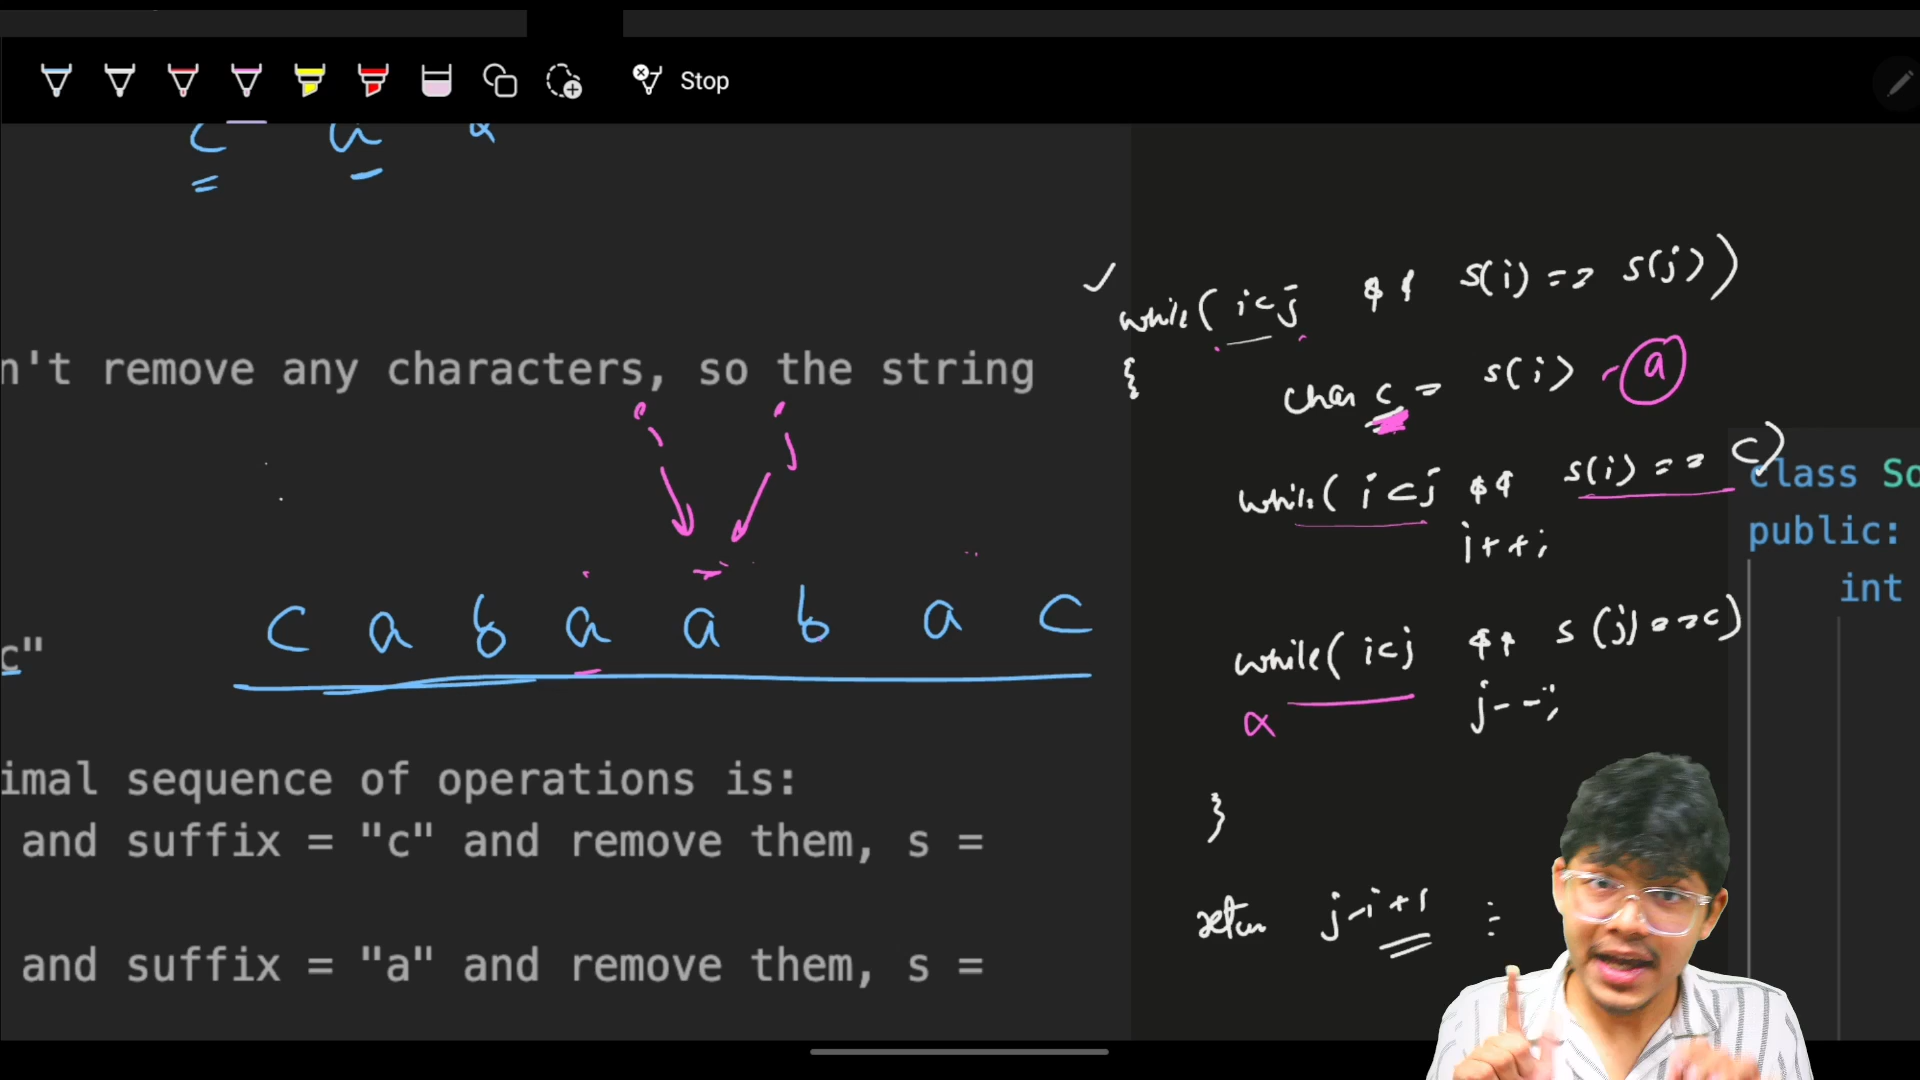 Stop
c a a
n't remove any characters, so the string
c"
c a b a a b a c
imal sequence of operations is:
and suffix = "c" and remove them, s =
and suffix = "a" and remove them, s =
while( i<j && s(i) == s(j))
{
char c = s(i) - a
while( i<j && s(i) == c)
i++;
while( i<j && s(j)==c)
a
j--;
}
return j-i+1 ;
class So
public:
int